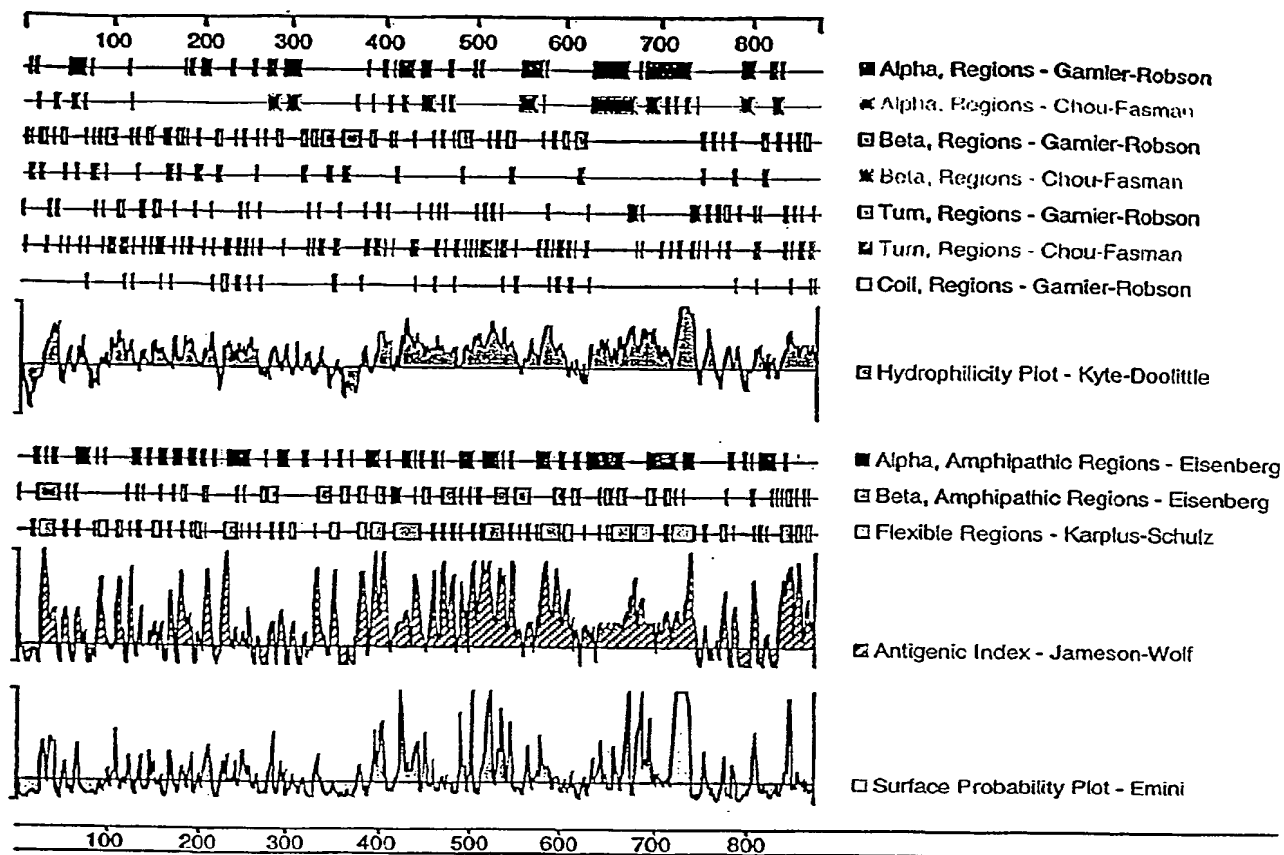 100 200 300 400 500 600 700 800
Alpha, Regions - Garnier-Robson
Alpha, Regions - Chou-Fasman
Beta, Regions - Garnier-Robson
Beta, Regions - Chou-Fasman
Turn, Regions - Garnier-Robson
Turn, Regions - Chou-Fasman
Coil, Regions - Garnier-Robson
Hydrophilicity Plot - Kyte-Doolittle
Alpha, Amphipathic Regions - Eisenberg
Beta, Amphipathic Regions - Eisenberg
Flexible Regions - Karplus-Schulz
Antigenic Index - Jameson-Wolf
Surface Probability Plot - Emini
100 200 300 400 500 600 700 800